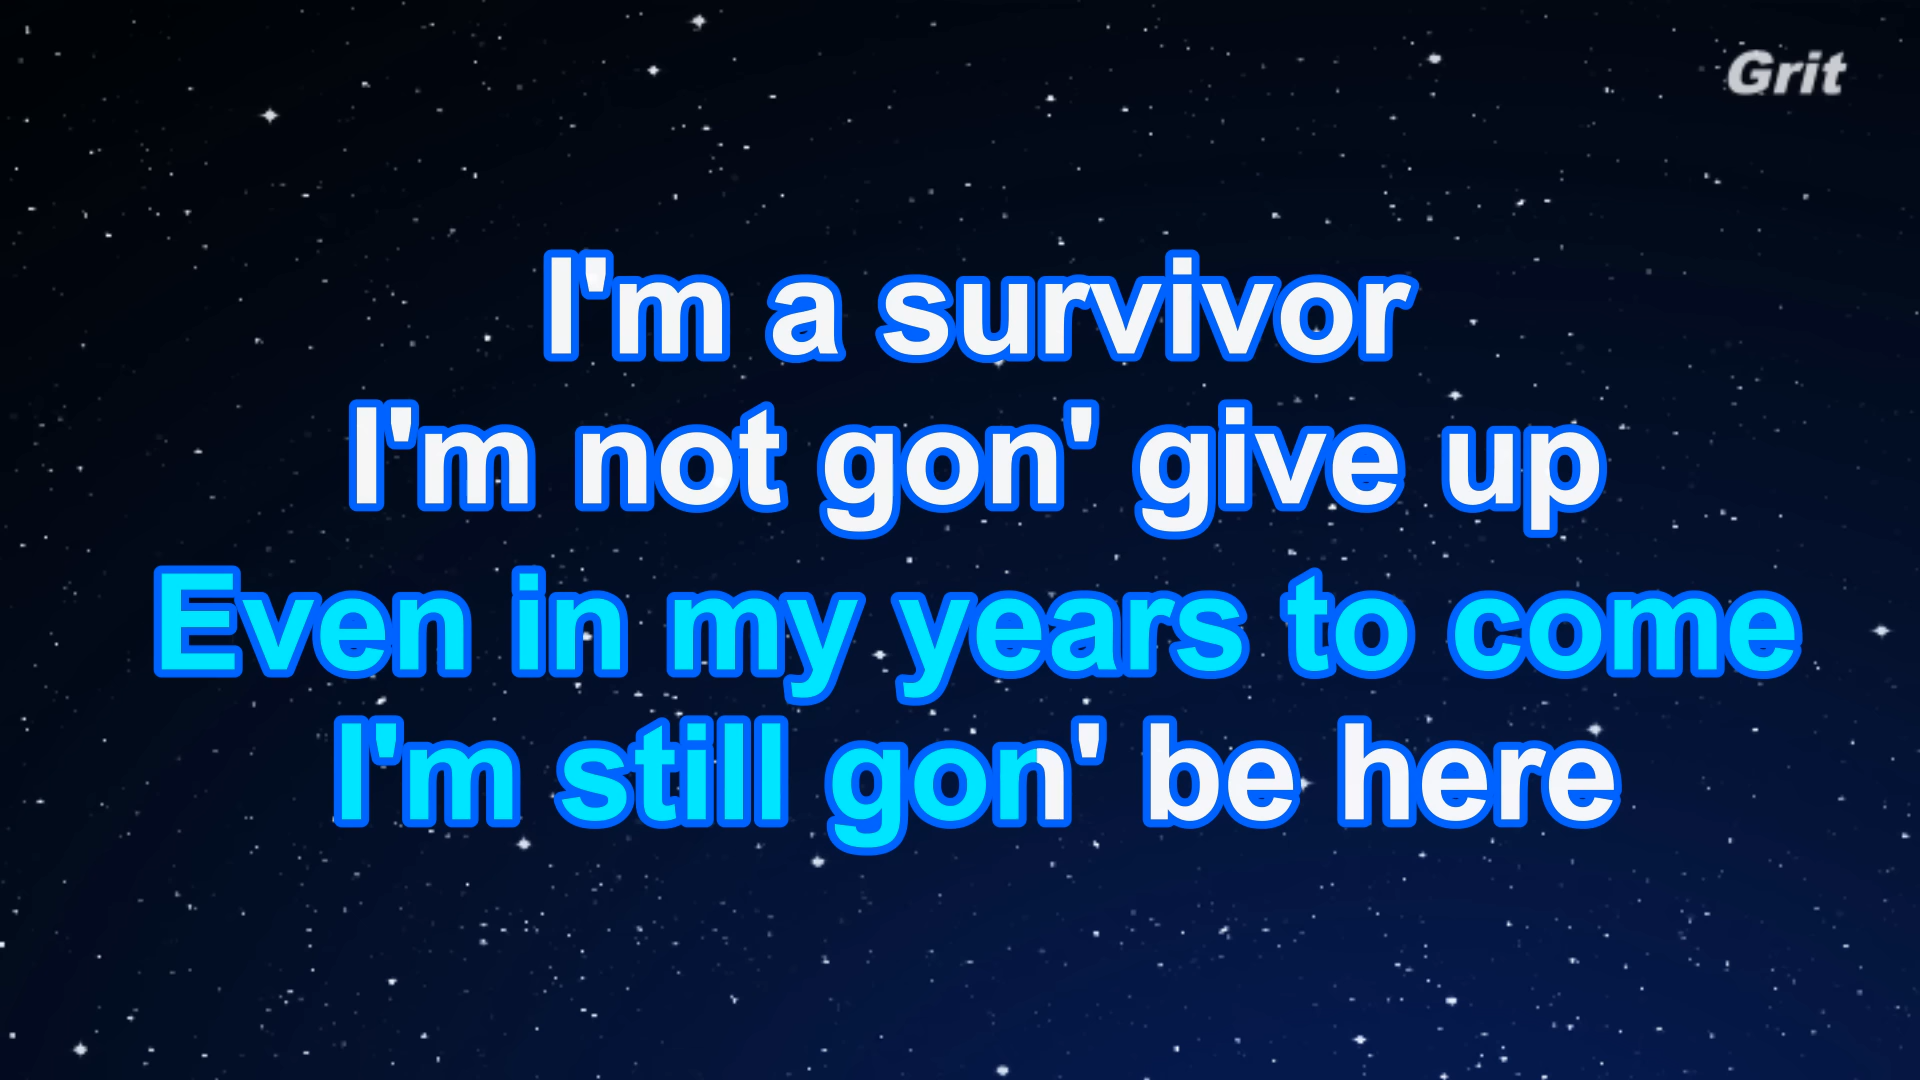 Grit
I'm a survivor
I'm not gon' give up
Even in my years to come
I'm still gon' be here